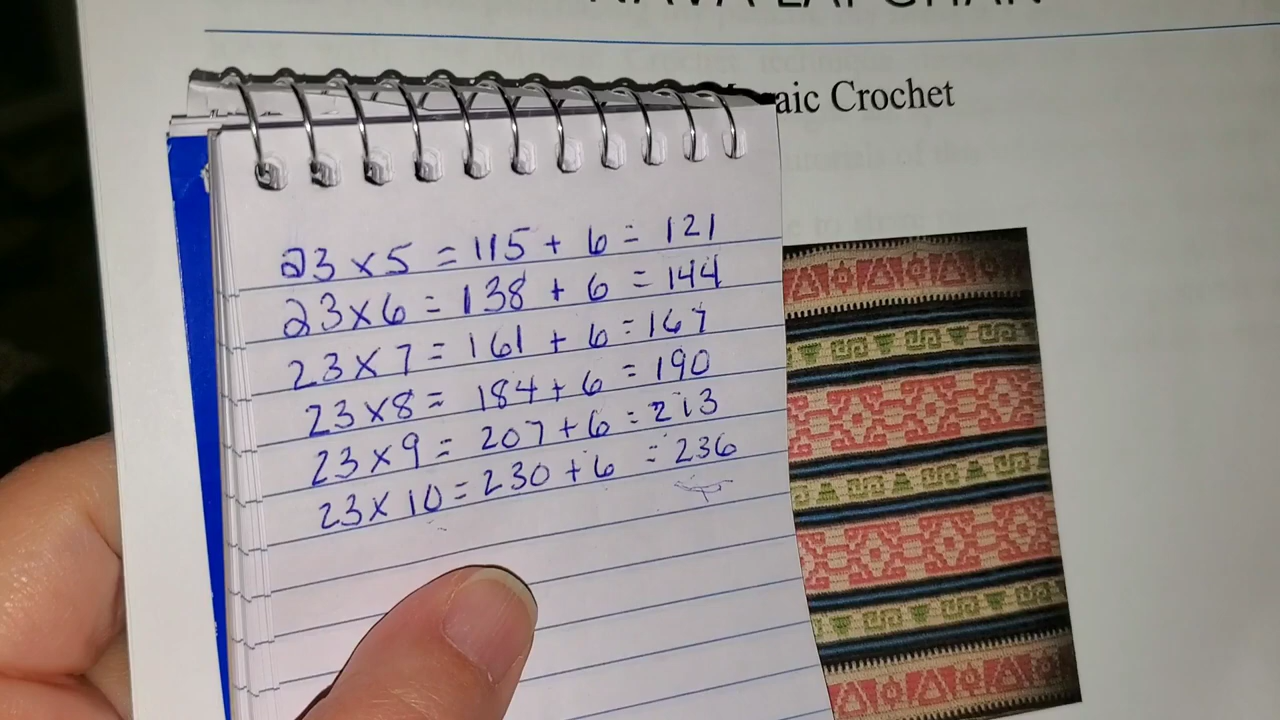 aic Crochet
23 x 5 = 115 + 6 = 121
23 x 6 = 138 + 6 = 144
23 x 7 = 161 + 6 = 167
23 x 8 = 184 + 6 = 190
23 x 9 = 207 + 6 = 213
23 x 10 = 230 + 6 = 236